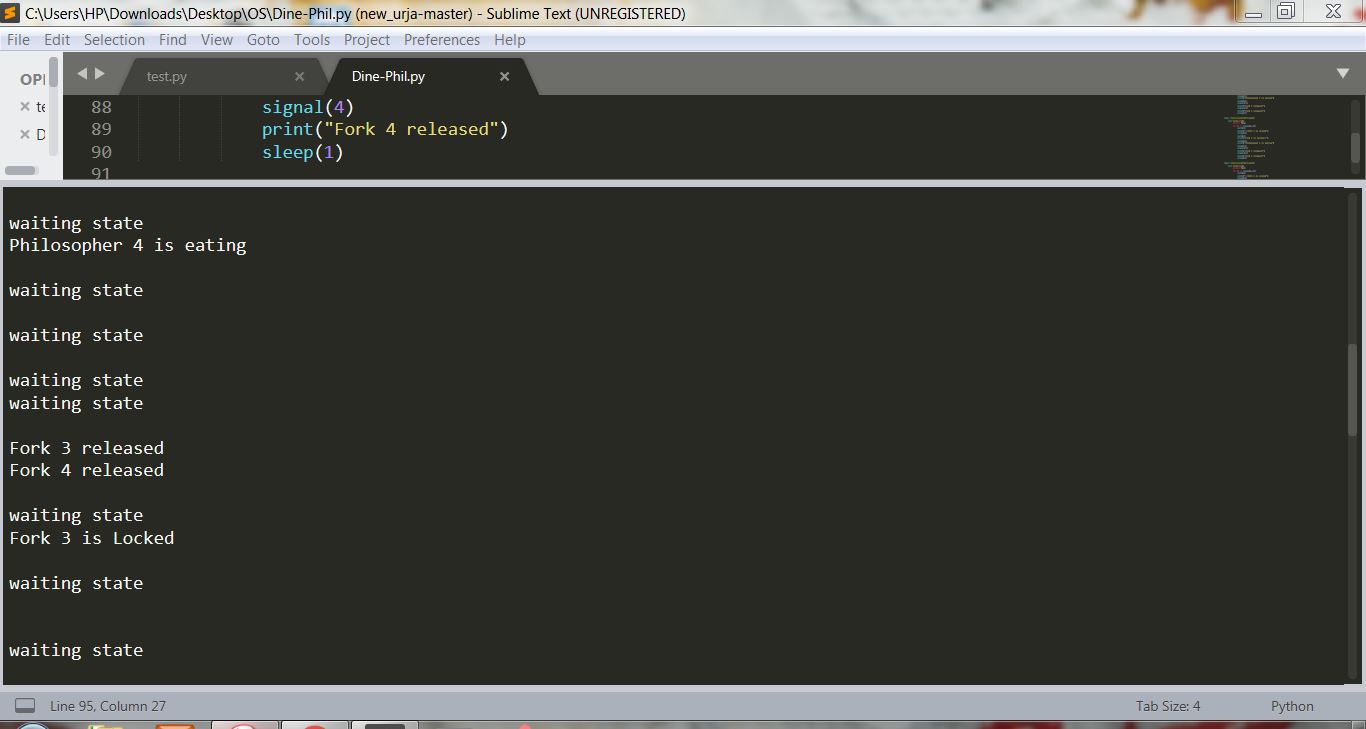 C:\Users\HP\Downloads\Desktop\OS\Dine-Phil.py (new_urja-master) - Sublime Text (UNREGISTERED)
File Edit Selection Find View Goto Tools Project Preferences Help
OPI
test.py
Dine-Phil.py
te
D
88 signal(4)
89 print("Fork 4 released")
90 sleep(1)
91
waiting state
Philosopher 4 is eating
waiting state
waiting state
waiting state
waiting state
Fork 3 released
Fork 4 released
waiting state
Fork 3 is Locked
waiting state
waiting state
Line 95, Column 27
Tab Size: 4
Python